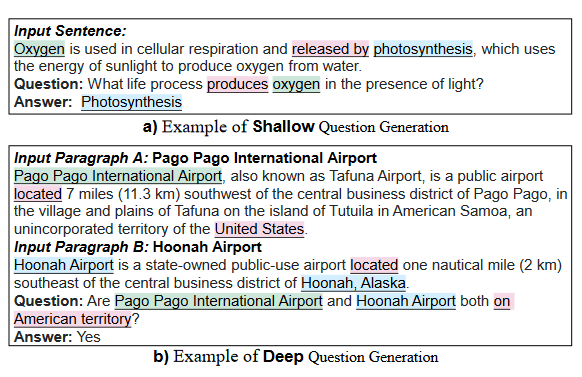 Input Sentence:
Oxygen is used in cellular respiration and released by photosynthesis, which uses
the energy of sunlight to produce oxygen from water.
Question: What life process produces oxygen in the presence of light?
Answer: Photosynthesis
a) Example of Shallow Question Generation
Input Paragraph A: Pago Pago International Airport
Pago Pago International Airport, also known as Tafuna Airport, is a public airport
located 7 miles (11.3 km) southwest of the central business district of Pago Pago, in
the village and plains of Tafuna on the island of Tutuila in American Samoa, an
unincorporated territory of the United States.
Input Paragraph B: Hoonah Airport
Hoonah Airport is a state-owned public-use airport located one nautical mile (2 km)
southeast of the central business district of Hoonah, Alaska.
Question: Are Pago Pago International Airport and Hoonah Airport both on
American territory?
Answer: Yes
b) Example of Deep Question Generation